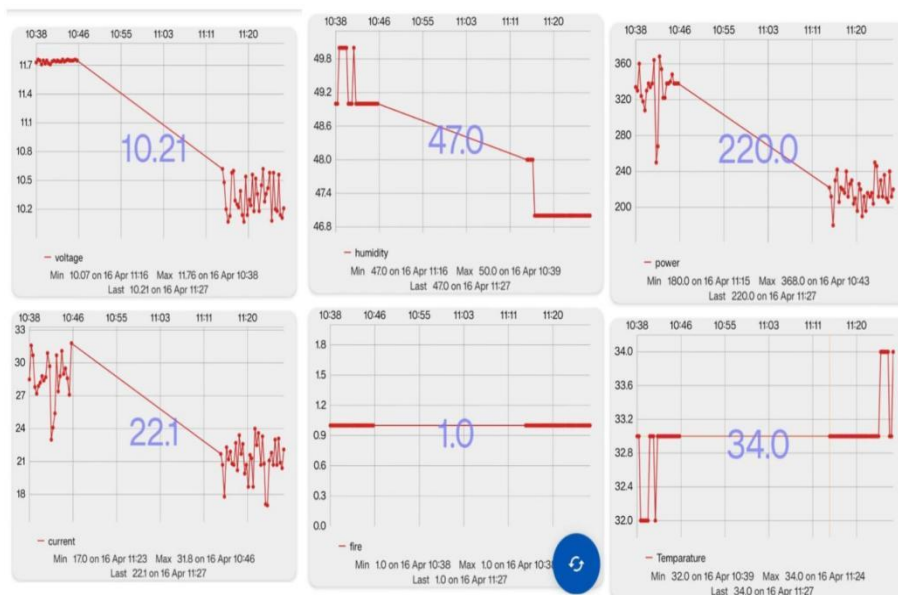 10:38 10:46 10:55 11:03 11:11 11:20
11.7
11.4
11.1
10.8
10.5
10.2
10.21
voltage
Min 10.07 on 16 Apr 11:16 Max 11.76 on 16 Apr 10:38
Last 10.21 on 16 Apr 11:27
10:38 10:46 10:55 11:03 11:11 11:20
49.8
49.2
48.6
48.0
47.4
46.8
47.0
humidity
Min 47.0 on 16 Apr 11:16 Max 50.0 on 16 Apr 10:39
Last 47.0 on 16 Apr 11:27
10:38 10:46 10:55 11:03 11:11 11:20
360
320
280
240
200
220.0
power
Min 180.0 on 16 Apr 11:15 Max 368.0 on 16 Apr 10:43
Last 220.0 on 16 Apr 11:27
10:38 10:46 10:55 11:03 11:11 11:20
33
30
27
24
21
18
22.1
current
Min 17.0 on 16 Apr 11:23 Max 31.8 on 16 Apr 10:46
Last 22.1 on 16 Apr 11:27
10:38 10:46 10:55 11:03 11:11 11:20
1.8
1.5
1.2
0.9
0.6
0.3
0.0
1.0
fire
Min 1.0 on 16 Apr 10:38 Max 1.0 on 16 Apr
Last 1.0 on 16 Apr 11:27
10:38 10:46 10:55 11:03 11:11 11:20
34.0
33.6
33.2
32.8
32.4
32.0
34.0
Temparature
Min 32.0 on 16 Apr 10:39 Max 34.0 on 16 Apr 11:24
Last 34.0 on 16 Apr 11:27